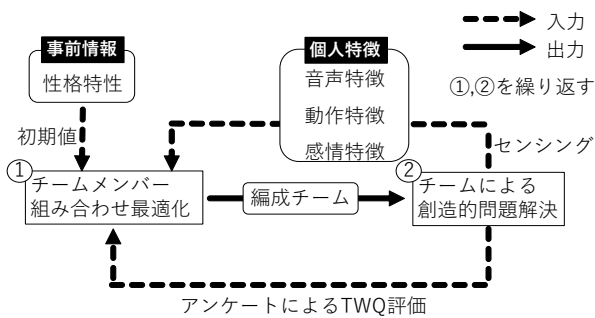 入力
出力
①,②を繰り返す
事前情報
性格特性
初期値
個人特徴
音声特徴
動作特徴
感情特徴
センシング
①
チームメンバー
組み合わせ最適化
編成チーム
②
チームによる
創造的問題解決
アンケートによるTWQ評価